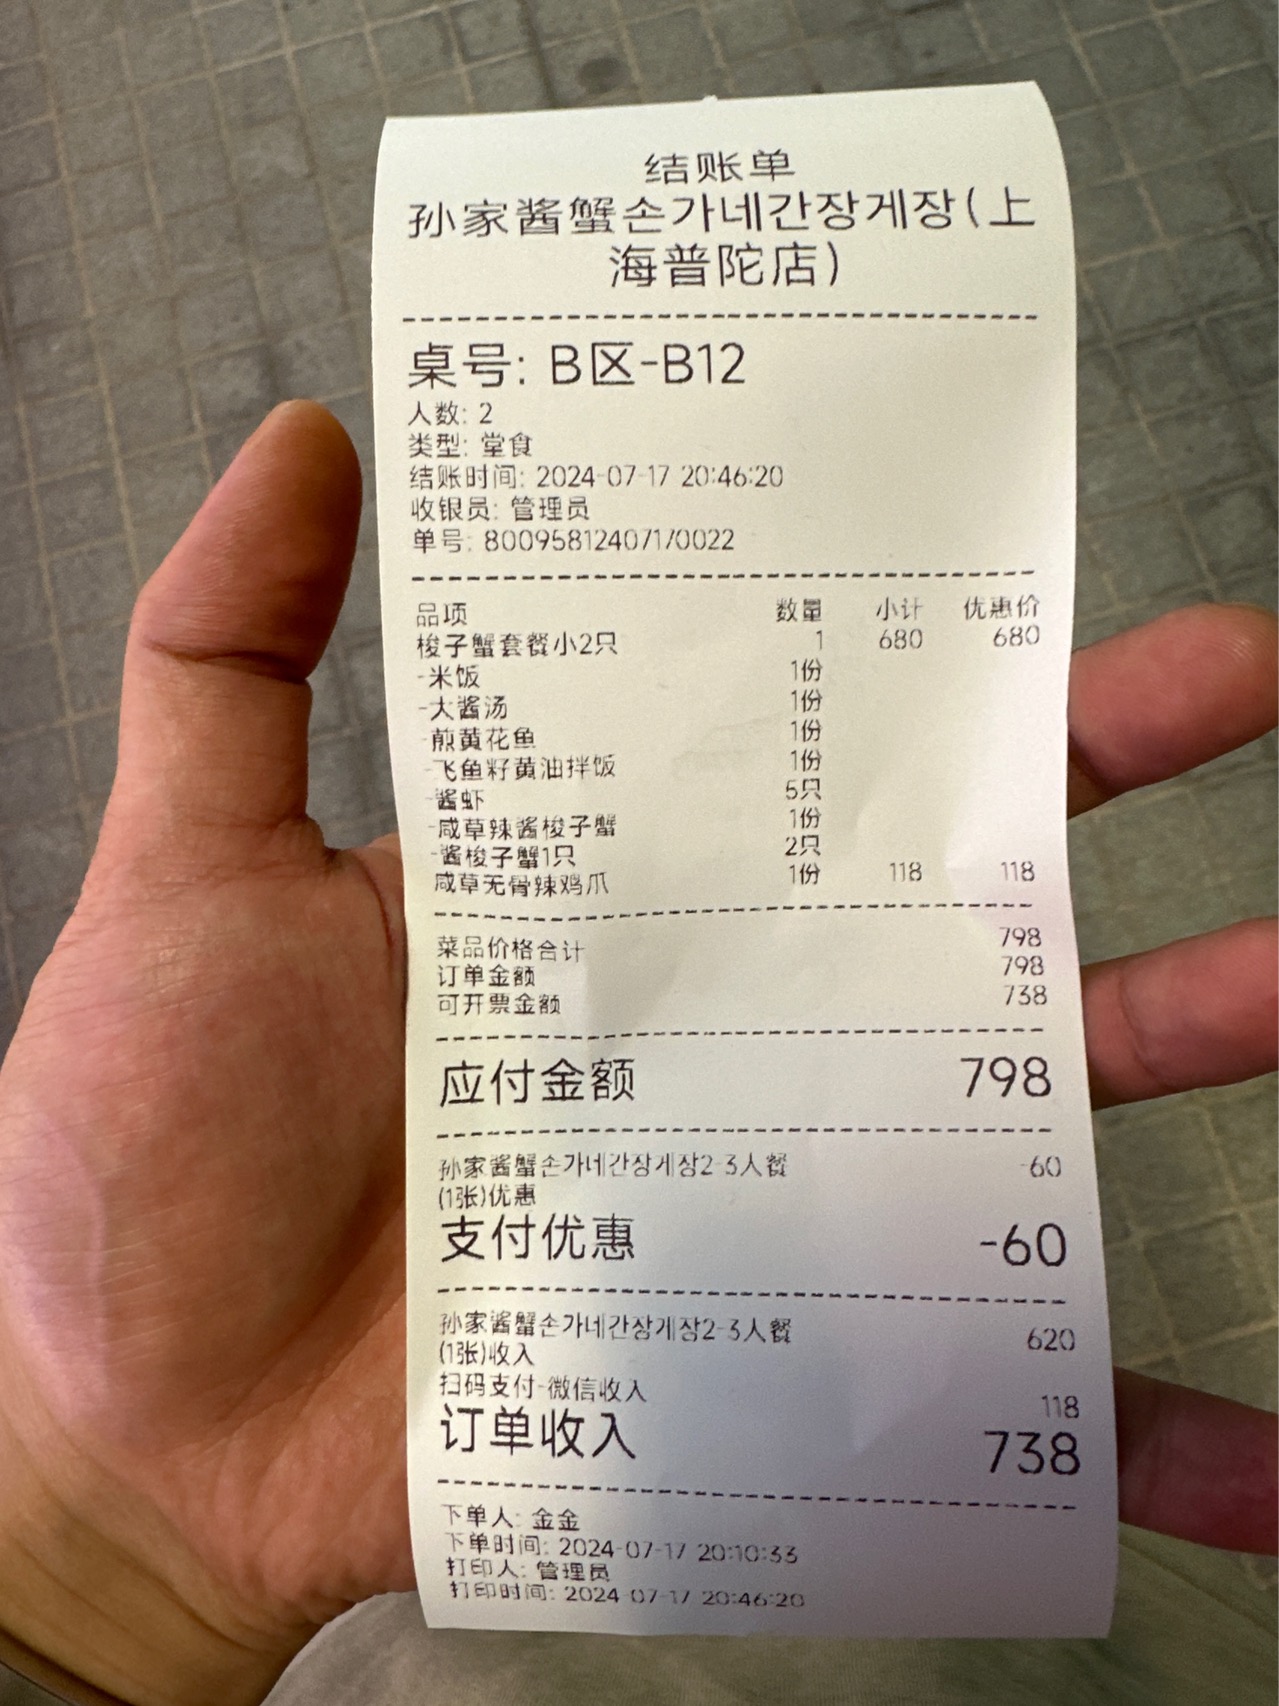 结账单
孙家酱蟹손가네간장게장(上
海普陀店)
桌号: B区-B12
人数: 2
类型: 堂食
结账时间: 2024-07-17 20:46:20
收银员: 管理员
单号: 80095812407170022
品项 数量 小计 优惠价
梭子蟹套餐小2只 1 680 680
-米饭 1份
-大酱汤 1份
-煎黄花鱼 1份
-飞鱼籽黄油拌饭 1份
-酱虾 5只
-咸草辣酱梭子蟹 1份
-酱梭子蟹1只 2只
咸草无骨辣鸡爪 1份 118 118
菜品价格合计 798
订单金额 798
可开票金额 738
应付金额 798
孙家酱蟹손가네간장게장2-3人餐 -60
(1张)优惠
支付优惠 -60
孙家酱蟹손가네간장게장2-3人餐 620
(1张)收入
扫码支付-微信收入 118
订单收入 738
下单人: 金金
下单时间: 2024-07-17 20:10:33
打印人: 管理员
打印时间: 2024-07-17 20:46:20